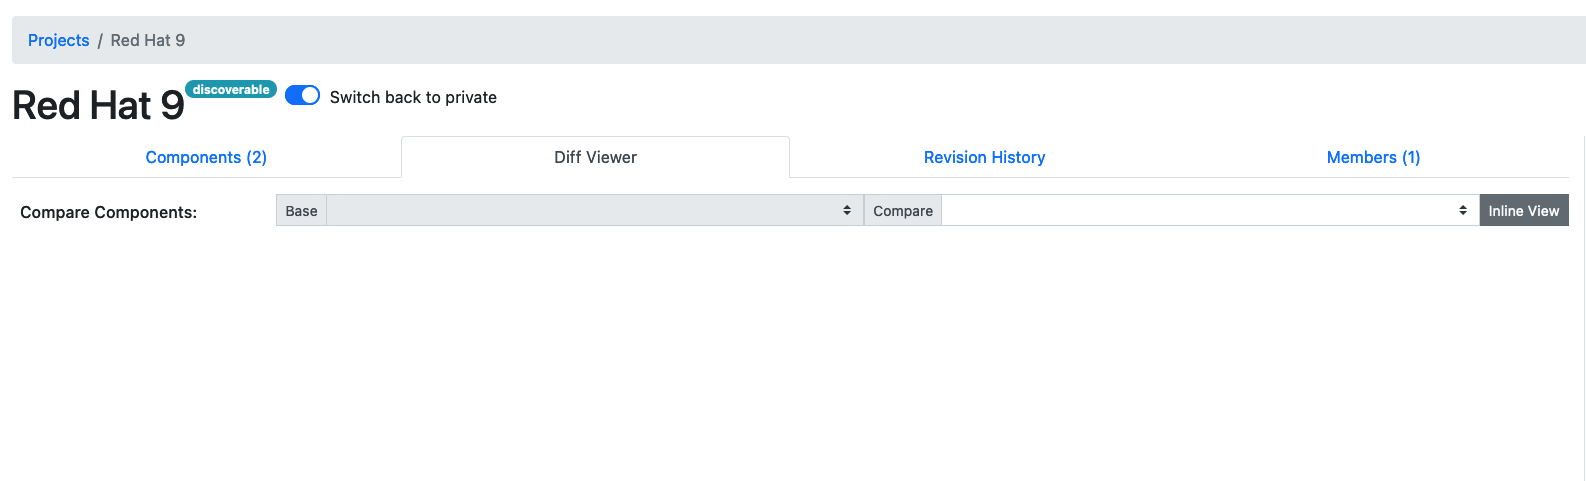 Projects / Red Hat 9
Red Hat 9 discoverable Switch back to private
Components (2) Diff Viewer Revision History Members (1)
Compare Components: Base Compare Inline View